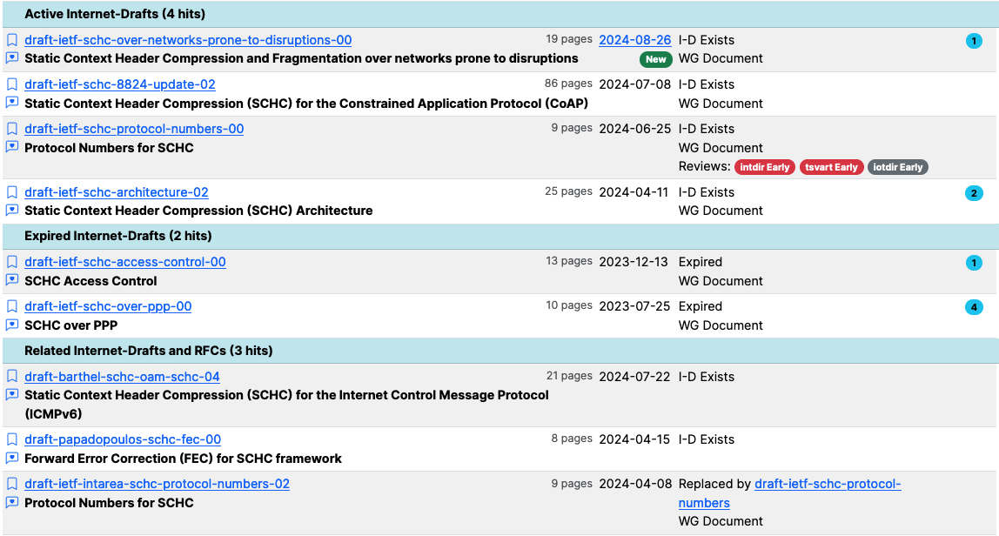 Active Internet-Drafts (4 hits)
draft-ietf-schc-over-networks-prone-to-disruptions-00 19 pages 2024-08-26 I-D Exists 1
Static Context Header Compression and Fragmentation over networks prone to disruptions New WG Document
draft-ietf-schc-8824-update-02 86 pages 2024-07-08 I-D Exists
Static Context Header Compression (SCHC) for the Constrained Application Protocol (CoAP) WG Document
draft-ietf-schc-protocol-numbers-00 9 pages 2024-06-25 I-D Exists
Protocol Numbers for SCHC WG Document
Reviews: intdir Early tsvart Early iotdir Early
draft-ietf-schc-architecture-02 25 pages 2024-04-11 I-D Exists 2
Static Context Header Compression (SCHC) Architecture WG Document
Expired Internet-Drafts (2 hits)
draft-ietf-schc-access-control-00 13 pages 2023-12-13 Expired 1
SCHC Access Control WG Document
draft-ietf-schc-over-ppp-00 10 pages 2023-07-25 Expired 4
SCHC over PPP WG Document
Related Internet-Drafts and RFCs (3 hits)
draft-barthel-schc-oam-schc-04 21 pages 2024-07-22 I-D Exists
Static Context Header Compression (SCHC) for the Internet Control Message Protocol
(ICMPv6)
draft-papadopoulos-schc-fec-00 8 pages 2024-04-15 I-D Exists
Forward Error Correction (FEC) for SCHC framework
draft-ietf-intarea-schc-protocol-numbers-02 9 pages 2024-04-08 Replaced by draft-ietf-schc-protocol-
Protocol Numbers for SCHC numbers
WG Document